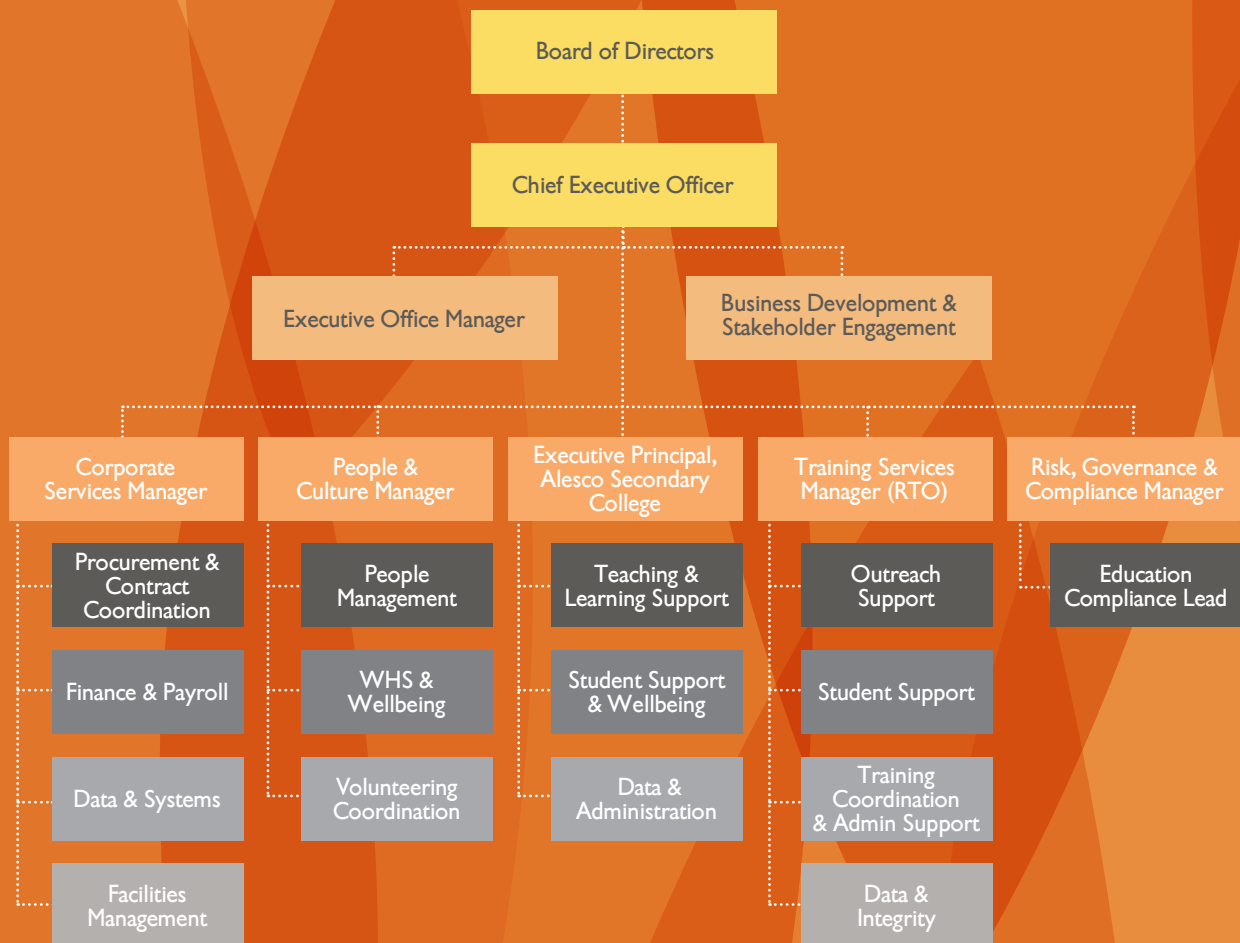 Board of Directors
Chief Executive Officer
Executive Office Manager
Business Development &
Stakeholder Engagement
Corporate
Services Manager
People &
Culture Manager
Executive Principal,
Alesco Secondary
College
Training Services
Manager (RTO)
Risk, Governance &
Compliance Manager
Procurement &
Contract
Coordination
People
Management
Teaching &
Learning Support
Outreach
Support
Education
Compliance Lead
Finance & Payroll
WHS &
Wellbeing
Student Support
& Wellbeing
Student Support
Data & Systems
Volunteering
Coordination
Data &
Administration
Training
Coordination
& Admin Support
Facilities
Management
Data &
Integrity